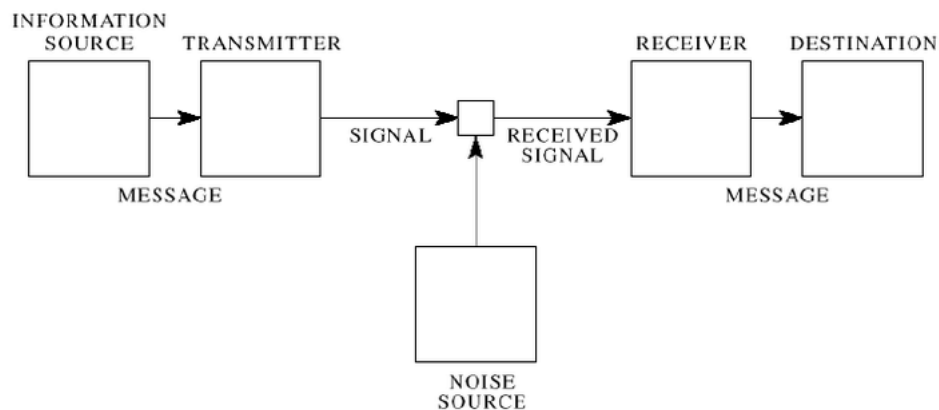 INFORMATION
SOURCE
TRANSMITTER
RECEIVER
DESTINATION
SIGNAL
RECEIVED
SIGNAL
MESSAGE
MESSAGE
NOISE
SOURCE